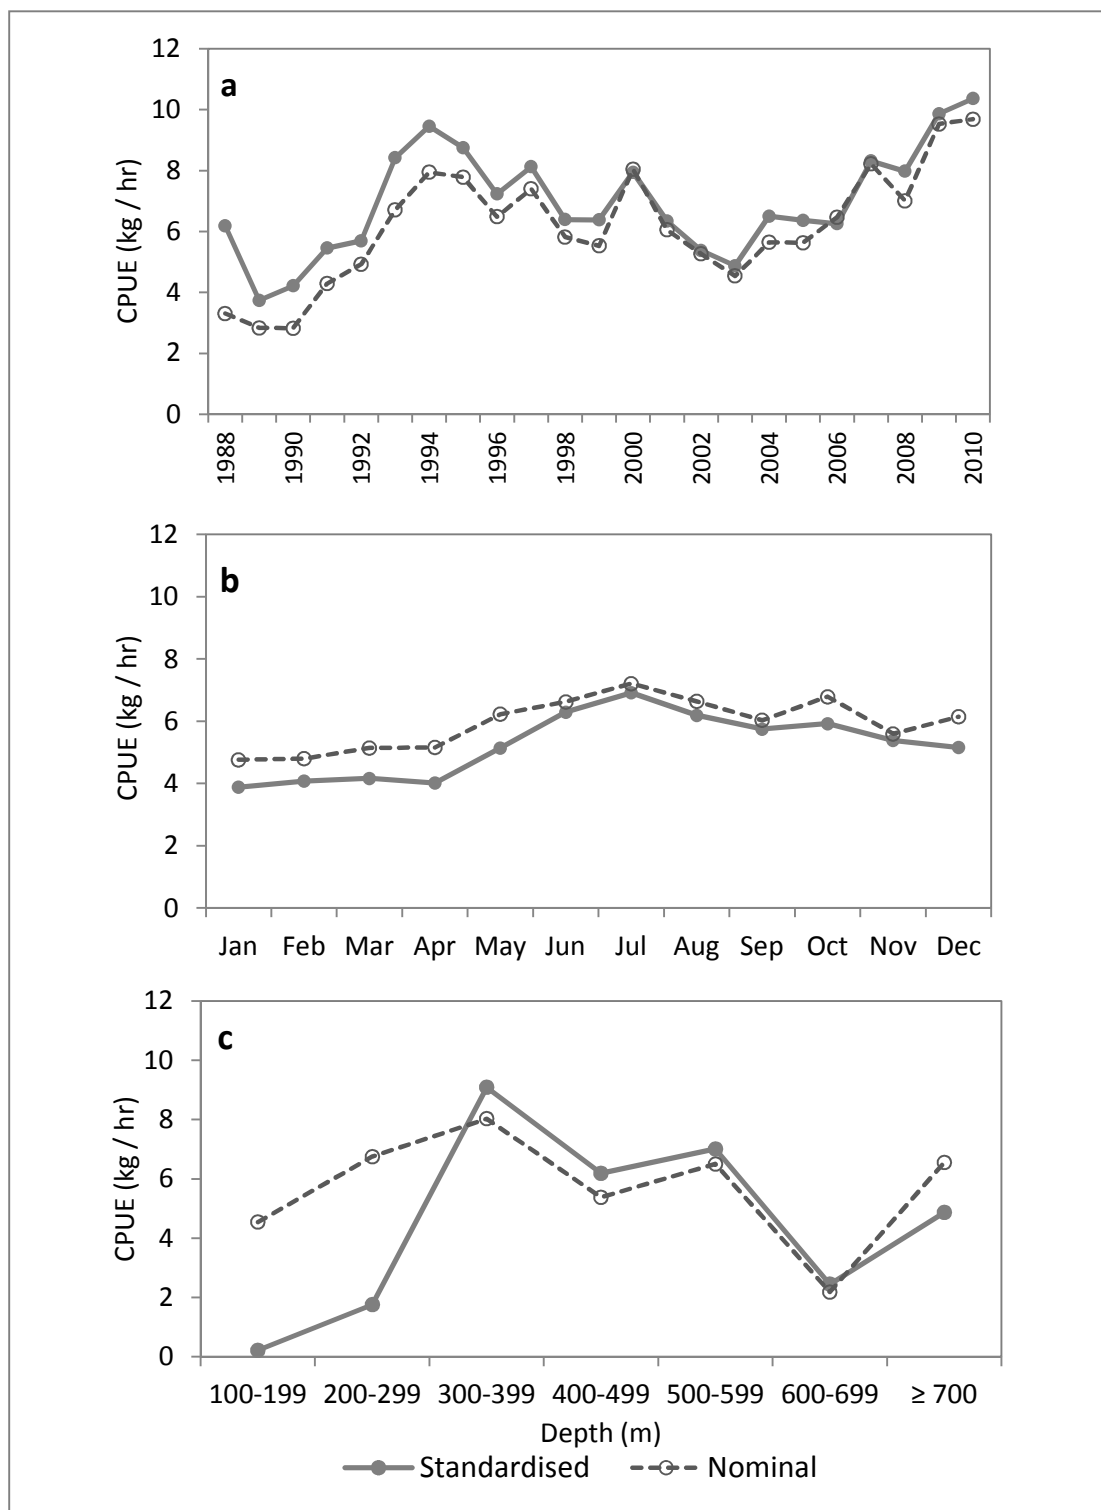 12
a
10
8
6
4
2
0
CPUE (kg / hr)
1988 1990 1992 1994 1996 1998 2000 2002 2004 2006 2008 2010
12
b
10
8
6
4
2
0
CPUE (kg / hr)
Jan Feb Mar Apr May Jun Jul Aug Sep Oct Nov Dec
12
c
10
8
6
4
2
0
CPUE (kg / hr)
100-199 200-299 300-399 400-499 500-599 600-699 ≥ 700
Depth (m)
Standardised Nominal